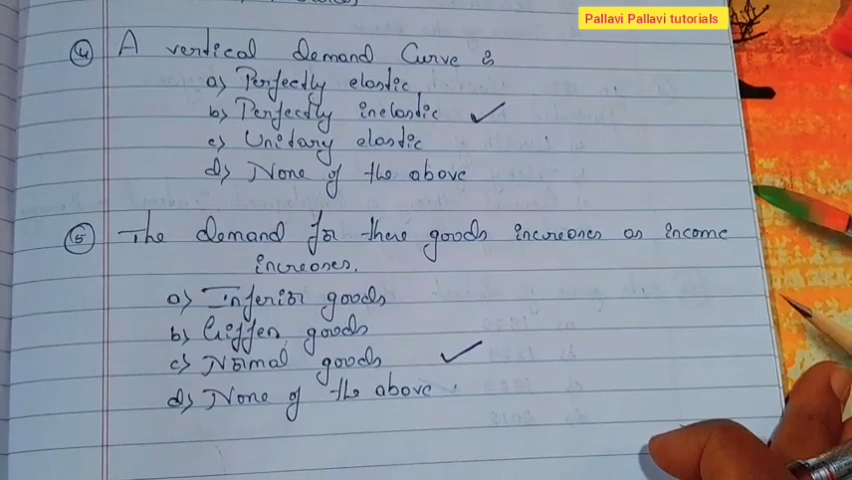 Pallavi Pallavi tutorials
④ A vertical demand Curve is
a) Perfectly elastic
b) Perfectly inelastic ✓
c) Unitary elastic
d) None of the above
⑤ The demand for there goods increases as income
increases.
a) Inferior goods
b) Giffen goods
c) Normal goods ✓
d) None of the above.